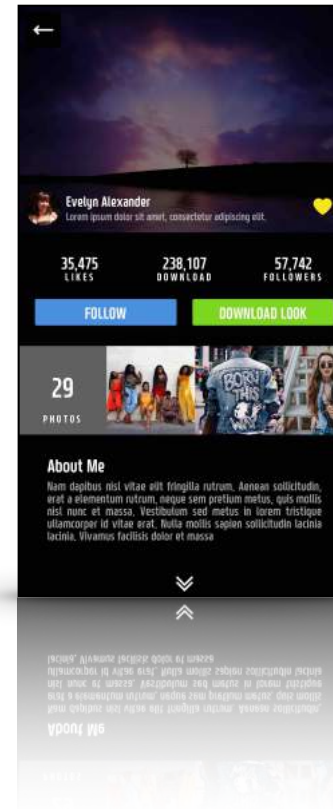 Evelyn Alexander
Lorem ipsum dolor sit amet, consectetur adipiscing elit.
35,475 238,107 57,742
LIKES DOWNLOAD FOLLOWERS
FOLLOW DOWNLOAD LOOK
29
PHOTOS
BORN
THIS
WAY
About Me
Nam dapibus nisl vitae elit fringilla rutrum. Aenean sollicitudin,
erat a elementum rutrum, neque sem pretium metus, quis mollis
nisl nunc et massa. Vestibulum sed metus in lorem tristique
ullamcorper id vitae erat. Nulla mollis sapien sollicitudin lacinia
lacinia. Vivamus facilisis dolor et massa